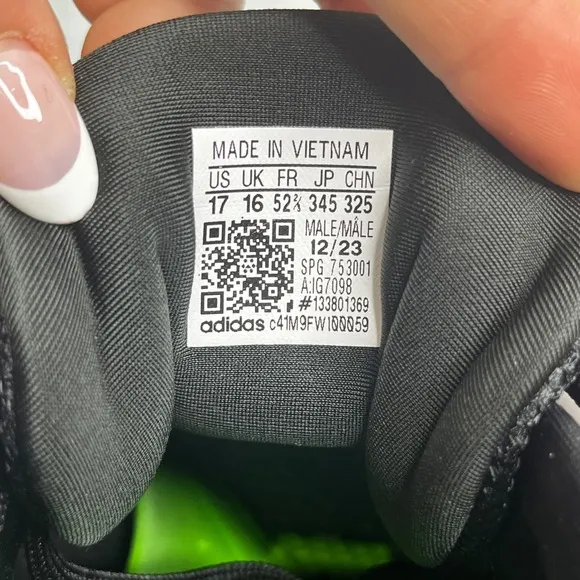 MADE IN VIETNAM
US UK FR JP CHN
17 16 52⅔ 345 325
MALE/MÂLE
12/23
SPG 753001
A:IG7098
#133801369
adidas c41M9FW100059